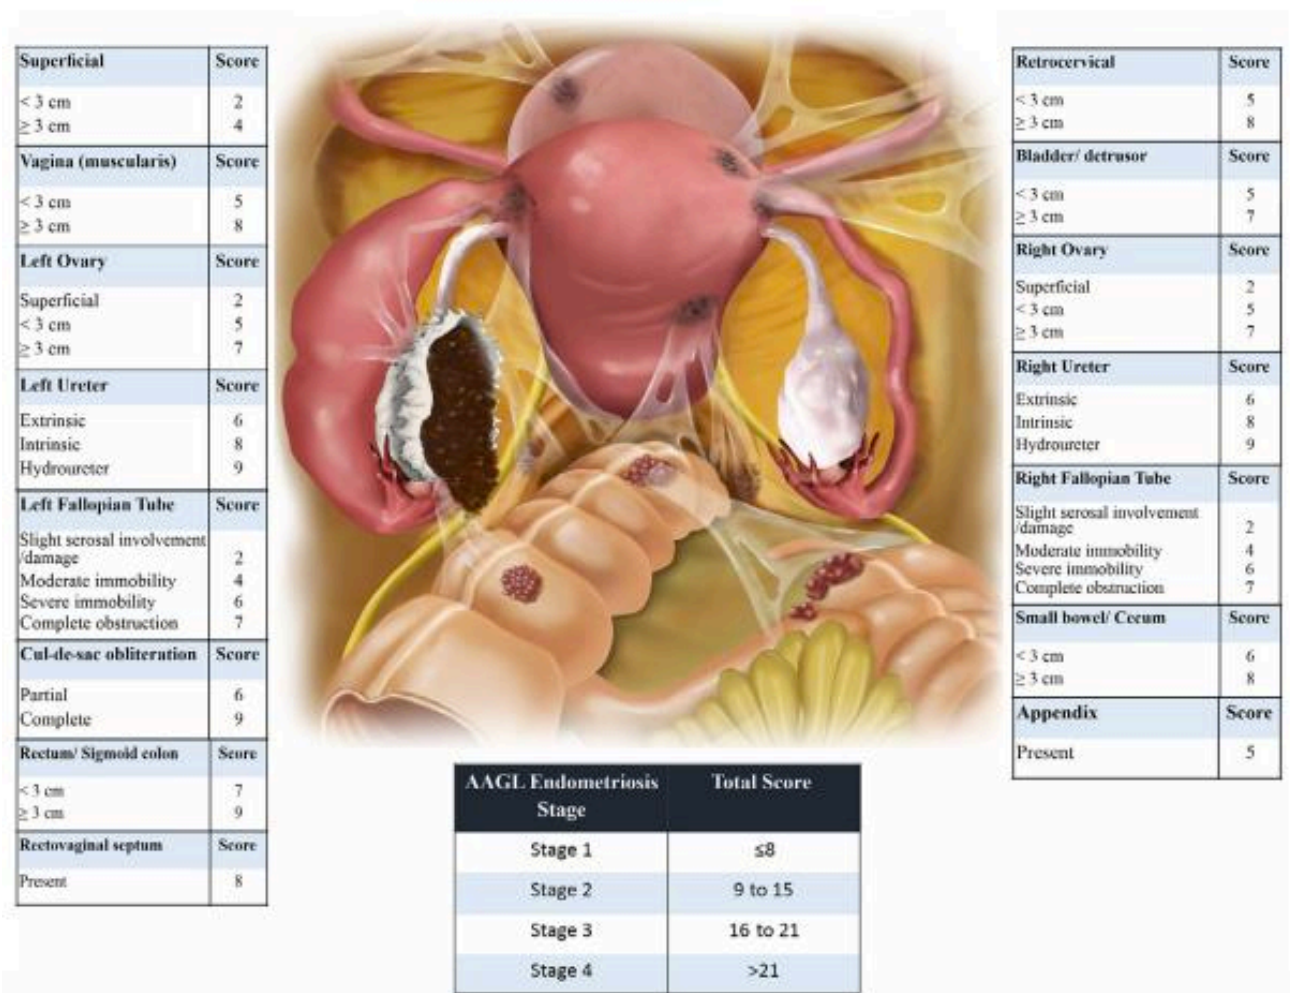 Superficial Score
< 3 cm 2
≥ 3 cm 4
Vagina (muscularis) Score
< 3 cm 5
≥ 3 cm 8
Left Ovary Score
Superficial 2
< 3 cm 5
≥ 3 cm 7
Left Ureter Score
Extrinsic 6
Intrinsic 8
Hydroureter 9
Left Fallopian Tube Score
Slight serosal involvement
/damage 2
Moderate immobility 4
Severe immobility 6
Complete obstruction 7
Cul-de-sac obliteration Score
Partial 6
Complete 9
Rectum/ Sigmoid colon Score
< 3 cm 7
≥ 3 cm 9
Rectovaginal septum Score
Present 8
Retrocervical Score
< 3 cm 5
≥ 3 cm 8
Bladder/ detrusor Score
< 3 cm 5
≥ 3 cm 7
Right Ovary Score
Superficial 2
< 3 cm 5
≥ 3 cm 7
Right Ureter Score
Extrinsic 6
Intrinsic 8
Hydroureter 9
Right Fallopian Tube Score
Slight serosal involvement
/damage 2
Moderate immobility 4
Severe immobility 6
Complete obstruction 7
Small bowel/ Cecum Score
< 3 cm 6
≥ 3 cm 8
Appendix Score
Present 5
AAGL Endometriosis Total Score
Stage
Stage 1 ≤8
Stage 2 9 to 15
Stage 3 16 to 21
Stage 4 >21